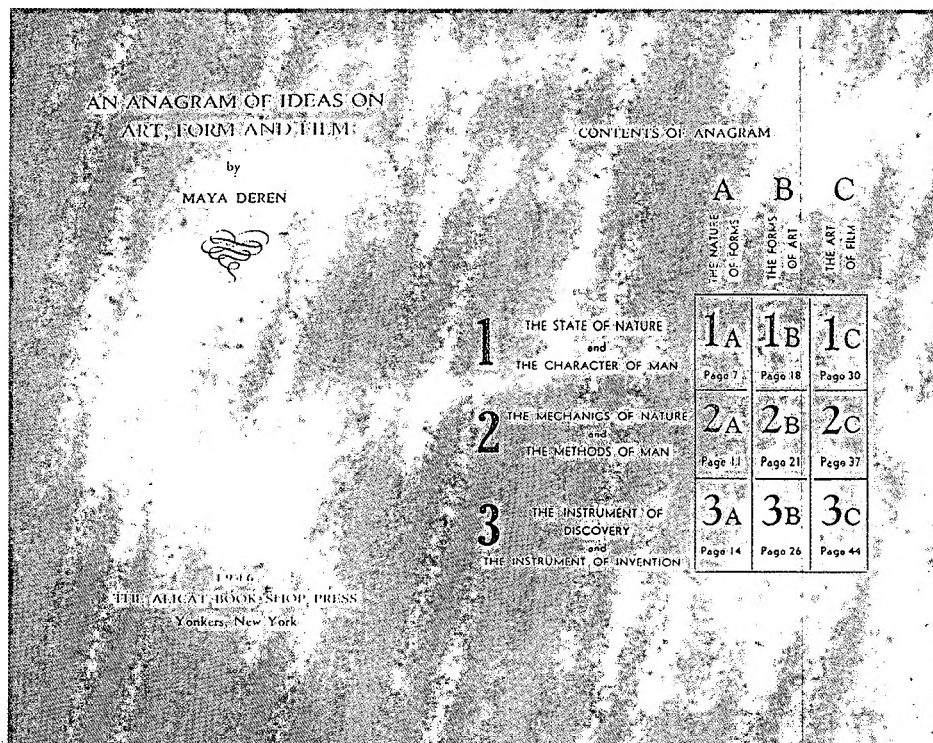 AN ANAGRAM OF IDEAS ON
ART, FORM AND FILM
by
MAYA DEREN
1946
THE ALICAT BOOK SHOP PRESS
Yonkers, New York
CONTENTS OF ANAGRAM
A B C
THE NATURE
OF FORMS
THE FORMS
OF ART
THE ART
OF FILM
1 THE STATE OF NATURE
and
THE CHARACTER OF MAN
1A 1B 1C
Page 7 Page 18 Page 30
2 THE MECHANICS OF NATURE
and
THE METHODS OF MAN
2A 2B 2C
Page 11 Page 21 Page 37
3 THE INSTRUMENT OF
DISCOVERY
and
THE INSTRUMENT OF INVENTION
3A 3B 3C
Page 14 Page 26 Page 44